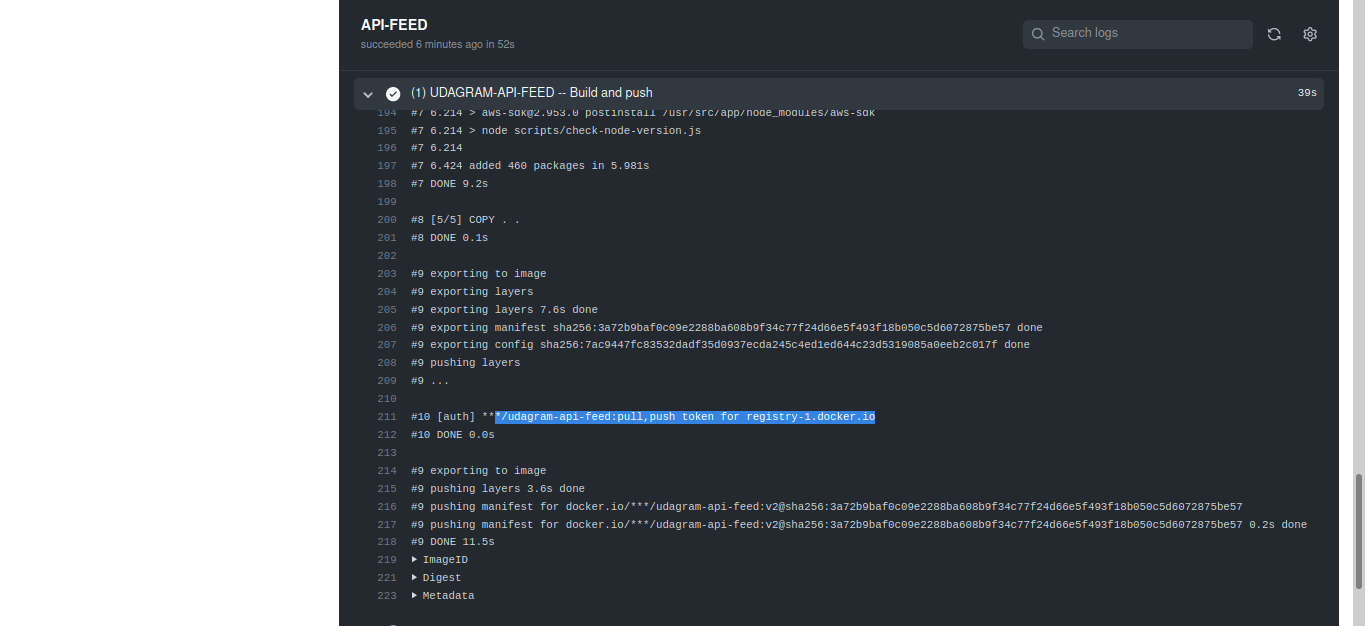 API-FEED
succeeded 6 minutes ago in 52s
Search logs
(1) UDAGRAM-API-FEED -- Build and push 39s
194 #7 6.214 > aws-sdk@2.953.0 postinstall /usr/src/app/node_modules/aws-sdk
195 #7 6.214 > node scripts/check-node-version.js
196 #7 6.214
197 #7 6.424 added 460 packages in 5.981s
198 #7 DONE 9.2s
199
200 #8 [5/5] COPY . .
201 #8 DONE 0.1s
202
203 #9 exporting to image
204 #9 exporting layers
205 #9 exporting layers 7.6s done
206 #9 exporting manifest sha256:3a72b9baf0c09e2288ba608b9f34c77f24d66e5f493f18b050c5d6072875be57 done
207 #9 exporting config sha256:7ac9447fc83532dadf35d0937ecda245c4ed1ed644c23d5319085a0eeb2c017f done
208 #9 pushing layers
209 #9 ...
210
211 #10 [auth] ***/udagram-api-feed:pull,push token for registry-1.docker.io
212 #10 DONE 0.0s
213
214 #9 exporting to image
215 #9 pushing layers 3.6s done
216 #9 pushing manifest for docker.io/***/udagram-api-feed:v2@sha256:3a72b9baf0c09e2288ba608b9f34c77f24d66e5f493f18b050c5d6072875be57
217 #9 pushing manifest for docker.io/***/udagram-api-feed:v2@sha256:3a72b9baf0c09e2288ba608b9f34c77f24d66e5f493f18b050c5d6072875be57 0.2s done
218 #9 DONE 11.5s
219 ImageID
221 Digest
223 Metadata